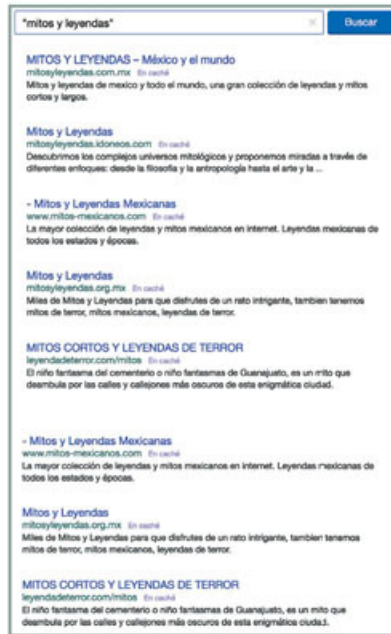 "mitos y leyendas" × Buscar
MITOS Y LEYENDAS – México y el mundo
mitosyleyendas.com.mx En caché
Mitos y leyendas de mexico y todo el mundo, una gran colección de leyendas y mitos
cortos y largos.
Mitos y Leyendas
mitosyleyendas.idoneos.com En caché
Descubrimos los complejos universos mitológicos y proponemos miradas a través de
diferentes enfoques: desde la filosofía y la antropología hasta el arte y la ...
- Mitos y Leyendas Mexicanas
www.mitos-mexicanos.com En caché
La mayor colección de leyendas y mitos mexicanos en internet. Leyendas mexicanas de
todos los estados y épocas.
Mitos y Leyendas
mitosyleyendas.org.mx En caché
Miles de Mitos y Leyendas para que disfrutes de un rato intrigante, tambien tenemos
mitos de terror, mitos mexicanos, leyendas de terror.
MITOS CORTOS Y LEYENDAS DE TERROR
leyendadeterror.com/mitos En caché
El niño fantasma del cementerio o niño fantasmas de Guanajuato, es un mito que
deambula por las calles y callejones más oscuros de esta enigmática ciudad.
- Mitos y Leyendas Mexicanas
www.mitos-mexicanos.com En caché
La mayor colección de leyendas y mitos mexicanos en internet. Leyendas mexicanas de
todos los estados y épocas.
Mitos y Leyendas
mitosyleyendas.org.mx En caché
Miles de Mitos y Leyendas para que disfrutes de un rato intrigante, tambien tenemos
mitos de terror, mitos mexicanos, leyendas de terror.
MITOS CORTOS Y LEYENDAS DE TERROR
leyendadeterror.com/mitos En caché
El niño fantasma del cementerio o niño fantasmas de Guanajuato, es un mito que
deambula por las calles y callejones más oscuros de esta enigmática ciudad.